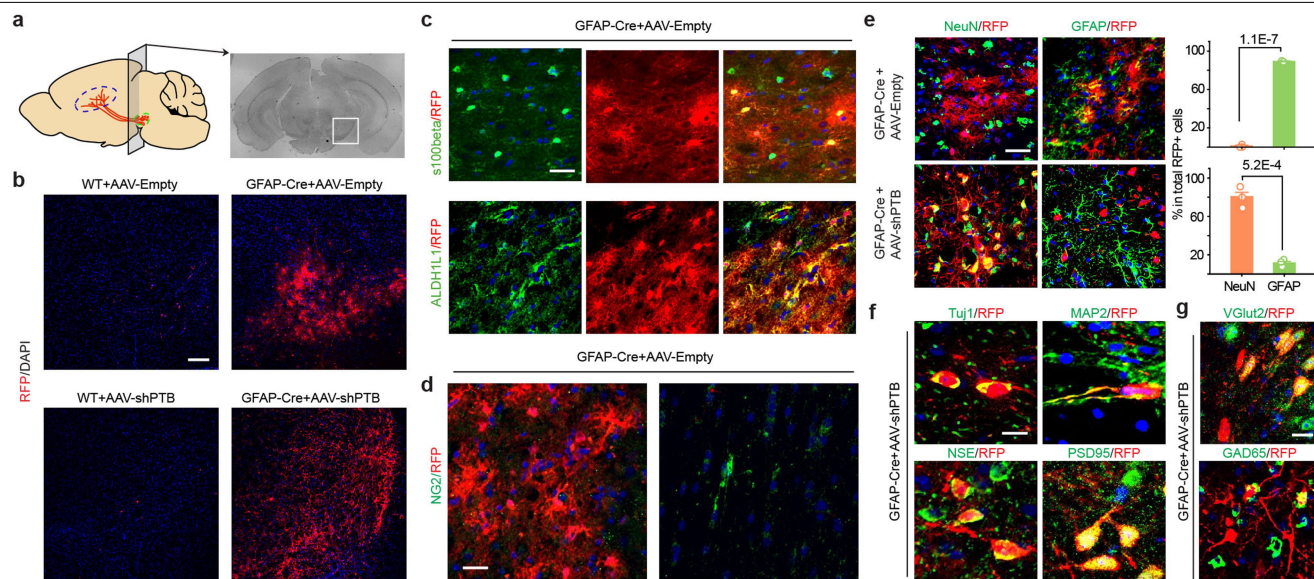 a
b
WT+AAV-Empty
GFAP-Cre+AAV-Empty
RFP/DAPI
WT+AAV-shPTB
GFAP-Cre+AAV-shPTB
c
GFAP-Cre+AAV-Empty
s100beta/RFP
ALDH1L1/RFP
GFAP-Cre+AAV-Empty
d
NG2/RFP
e
NeuN/RFP
GFAP/RFP
GFAP-Cre +
AAV-Empty
GFAP-Cre +
AAV-shPTB
% in total RFP+ cells
1.1E-7
100
60
20
5.2E-4
100
60
20
NeuN
GFAP
f
Tuj1/RFP
MAP2/RFP
GFAP-Cre+AAV-shPTB
NSE/RFP
PSD95/RFP
g
VGlut2/RFP
GFAP-Cre+AAV-shPTB
GAD65/RFP